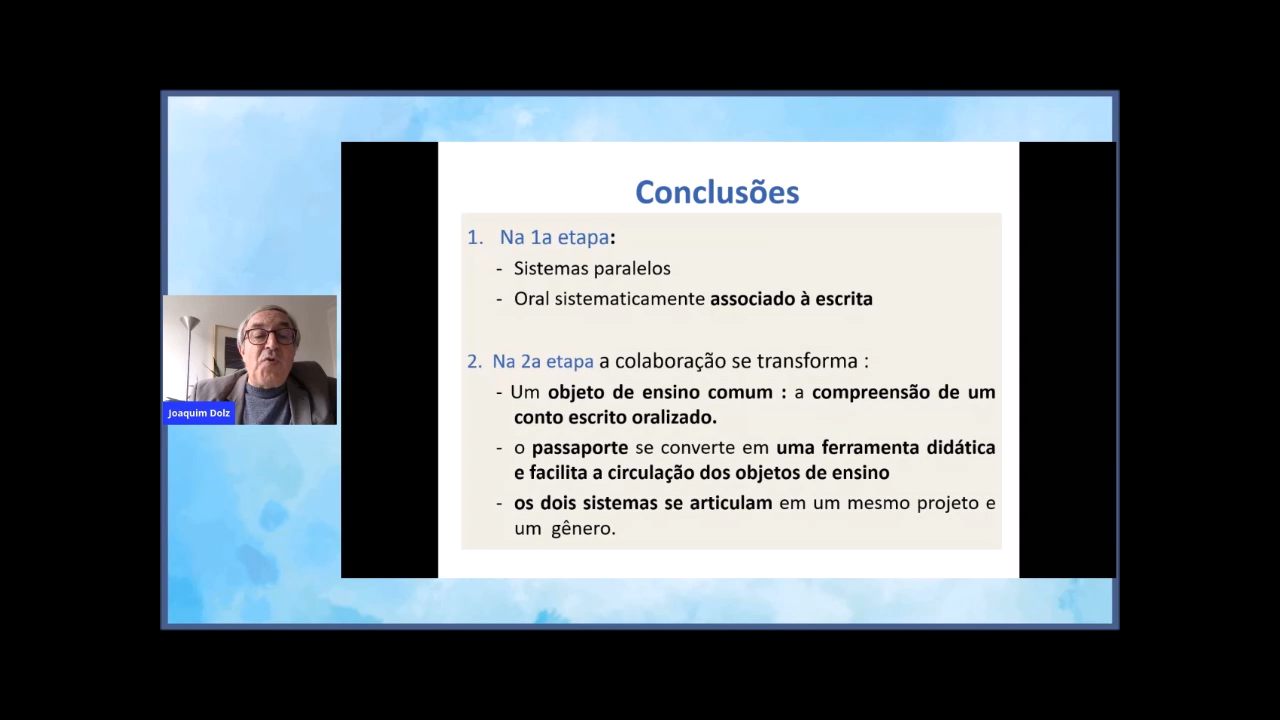 Conclusões
1. Na 1a etapa:
- Sistemas paralelos
- Oral sistematicamente associado à escrita
2. Na 2a etapa a colaboração se transforma :
- Um objeto de ensino comum : a compreensão de um
conto escrito oralizado.
- o passaporte se converte em uma ferramenta didática
e facilita a circulação dos objetos de ensino
- os dois sistemas se articulam em um mesmo projeto e
um gênero.
Joaquim Dolz